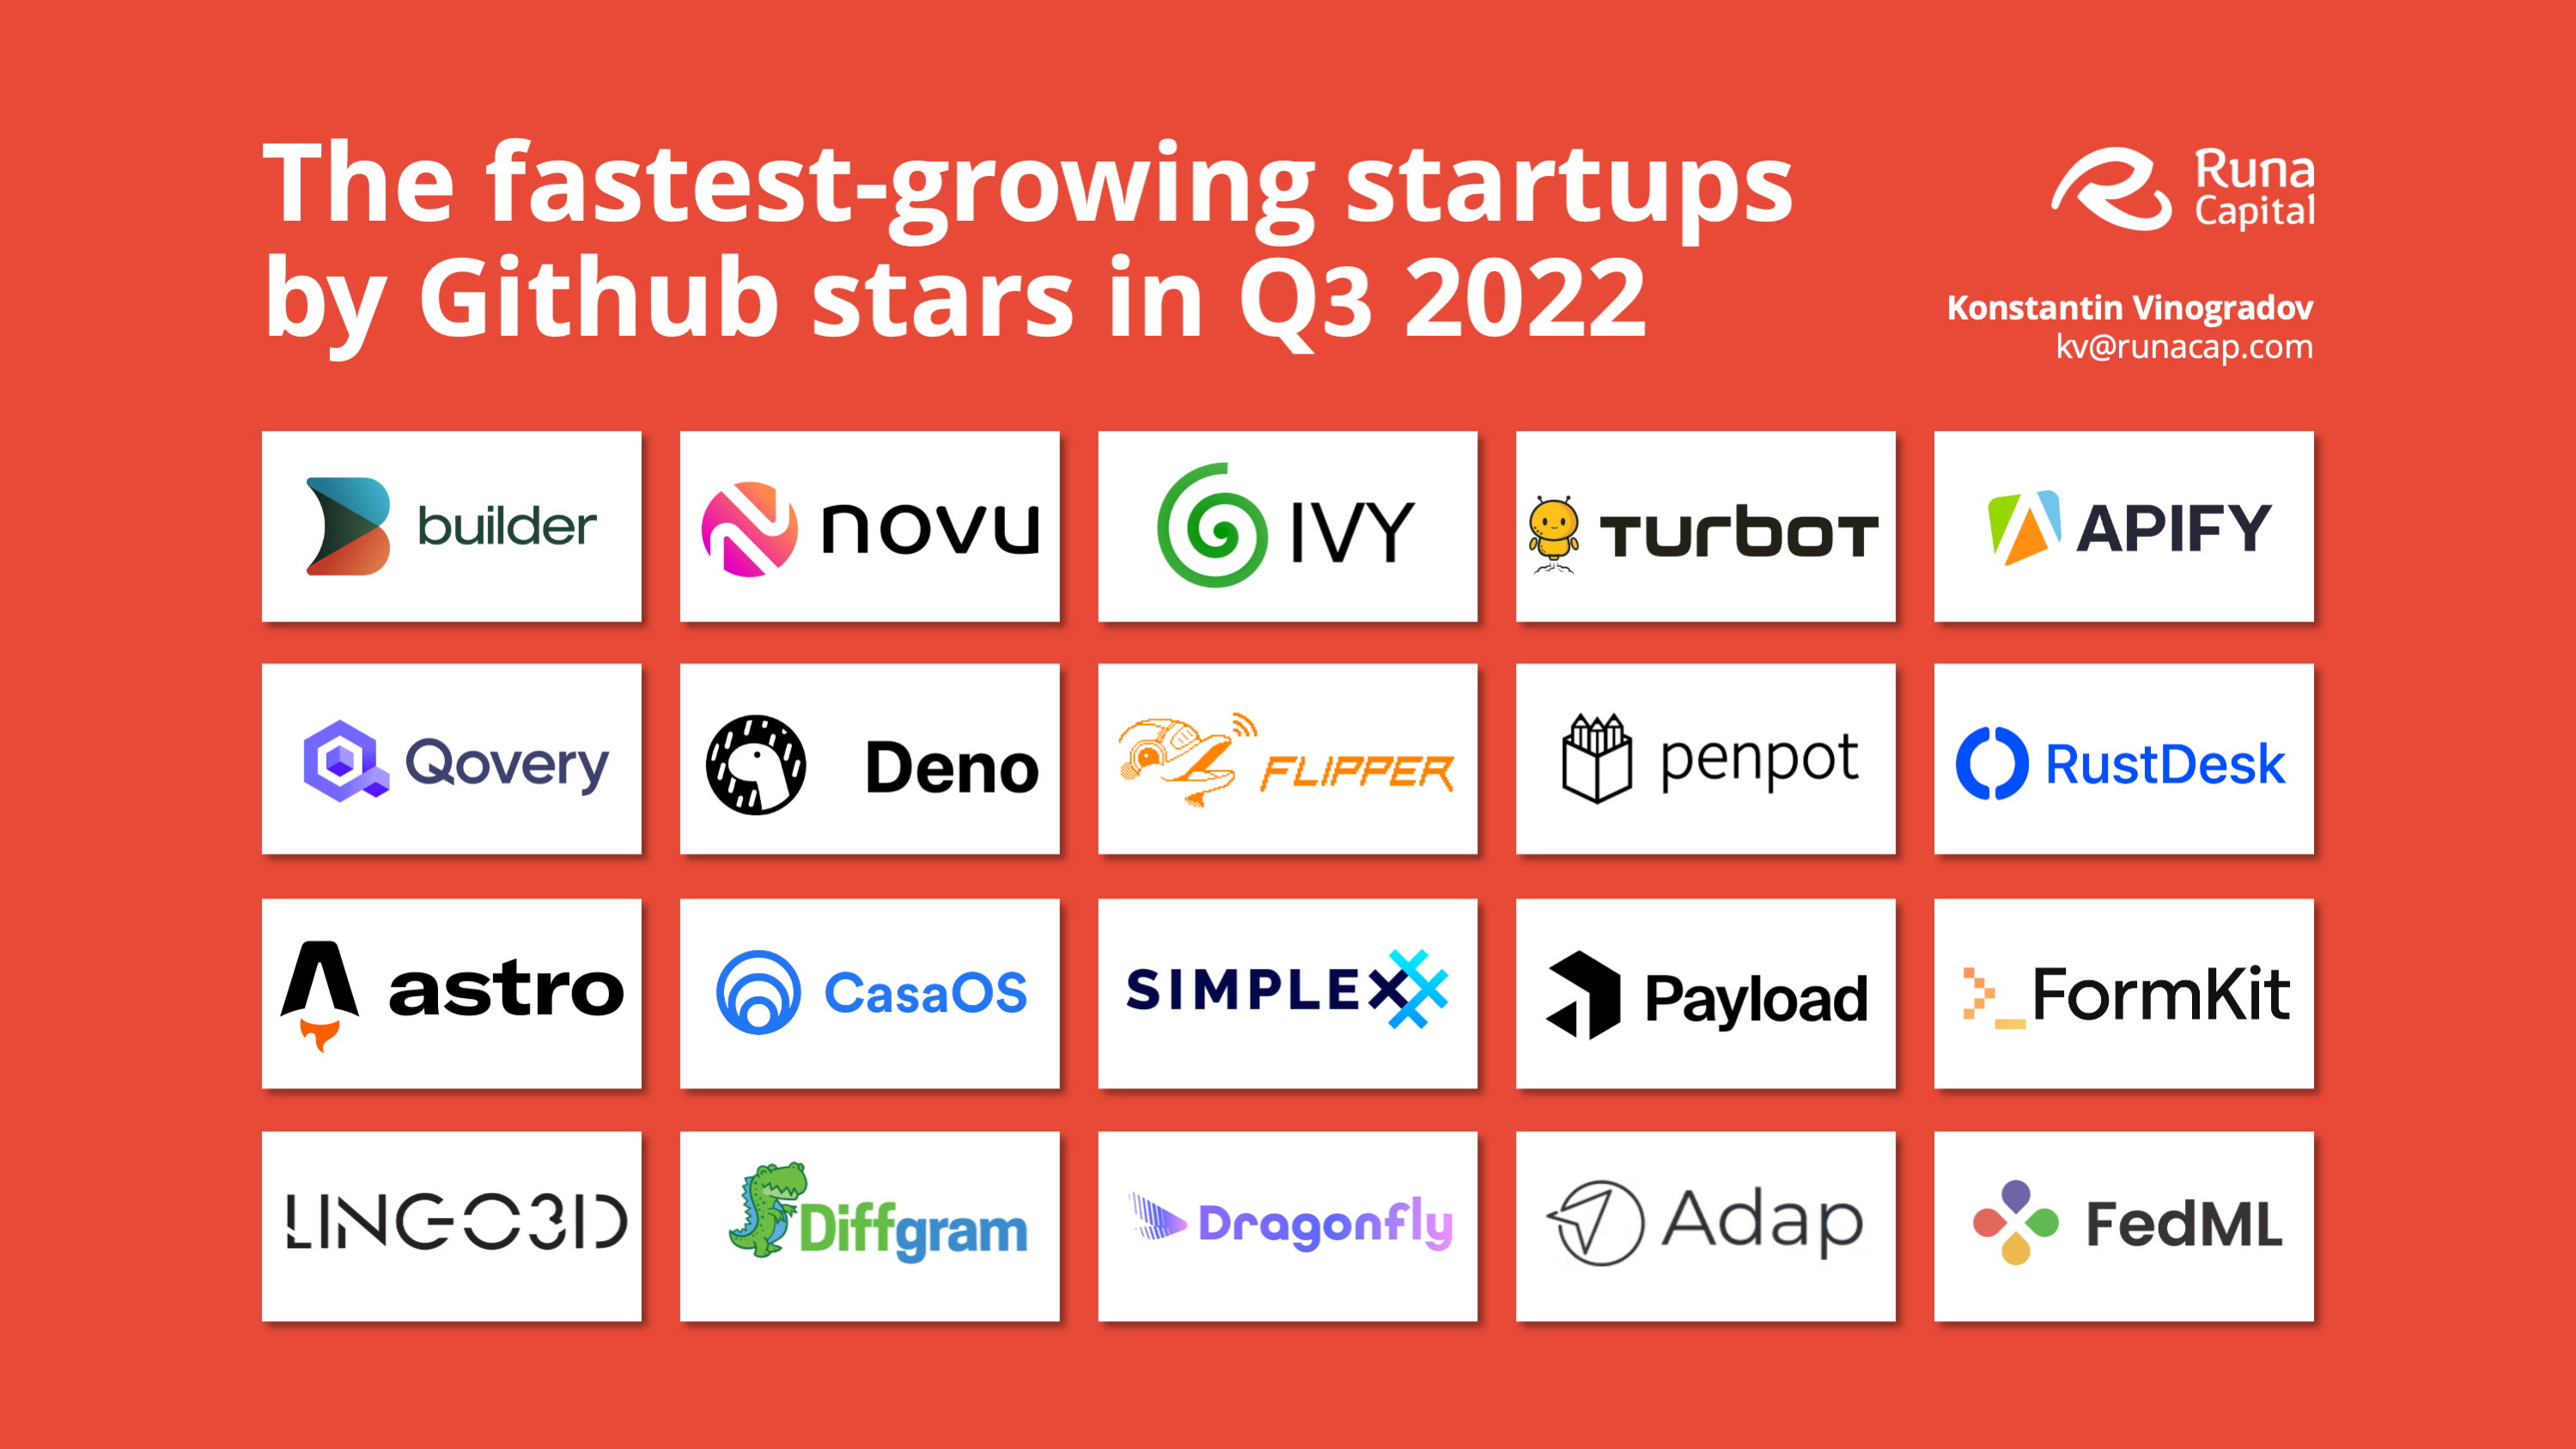 The fastest-growing startups
by Github stars in Q3 2022
Runa
Capital
Konstantin Vinogradov
kv@runacap.com
builder
novu
IVY
TurboT
APIFY
Qovery
Deno
FLIPPER
penpot
RustDesk
astro
CasaOS
SIMPLEX
Payload
FormKit
LINGO3D
Diffgram
Dragonfly
Adap
FedML